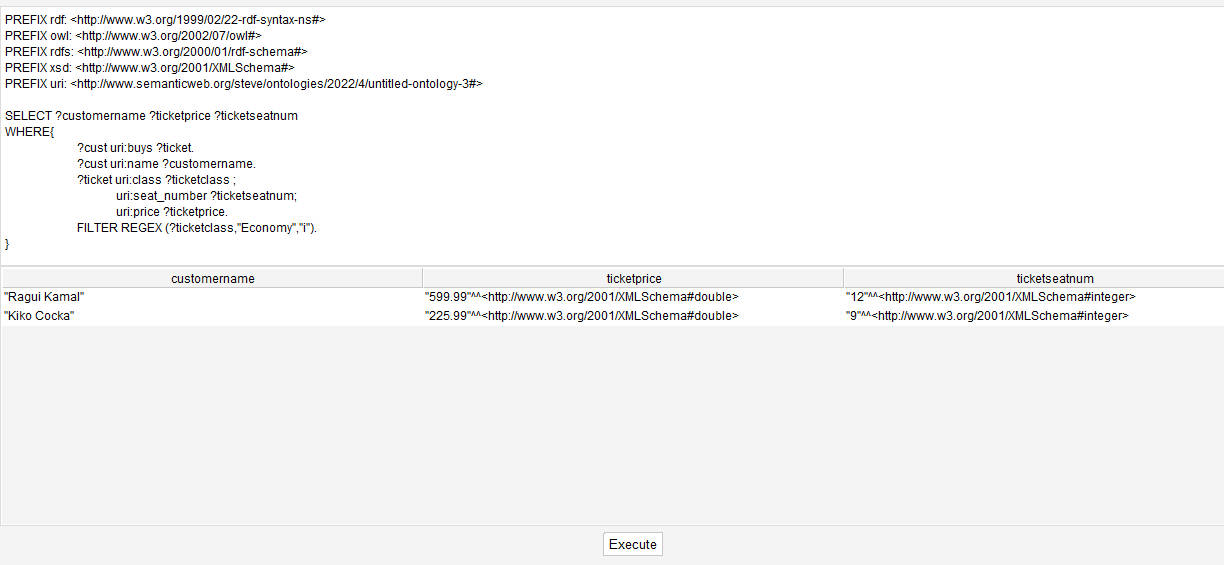 PREFIX rdf: <http://www.w3.org/1999/02/22-rdf-syntax-ns#>
PREFIX owl: <http://www.w3.org/2002/07/owl#>
PREFIX rdfs: <http://www.w3.org/2000/01/rdf-schema#>
PREFIX xsd: <http://www.w3.org/2001/XMLSchema#>
PREFIX uri: <http://www.semanticweb.org/steve/ontologies/2022/4/untitled-ontology-3#>
SELECT ?customername ?ticketprice ?ticketseatnum
WHERE{
?cust uri:buys ?ticket.
?cust uri:name ?customername.
?ticket uri:class ?ticketclass ;
uri:seat_number ?ticketseatnum;
uri:price ?ticketprice.
FILTER REGEX (?ticketclass,"Economy","i").
}
customername ticketprice ticketseatnum
"Ragui Kamal" "599.99"^^<http://www.w3.org/2001/XMLSchema#double> "12"^^<http://www.w3.org/2001/XMLSchema#integer>
"Kiko Cocka" "225.99"^^<http://www.w3.org/2001/XMLSchema#double> "9"^^<http://www.w3.org/2001/XMLSchema#integer>
Execute